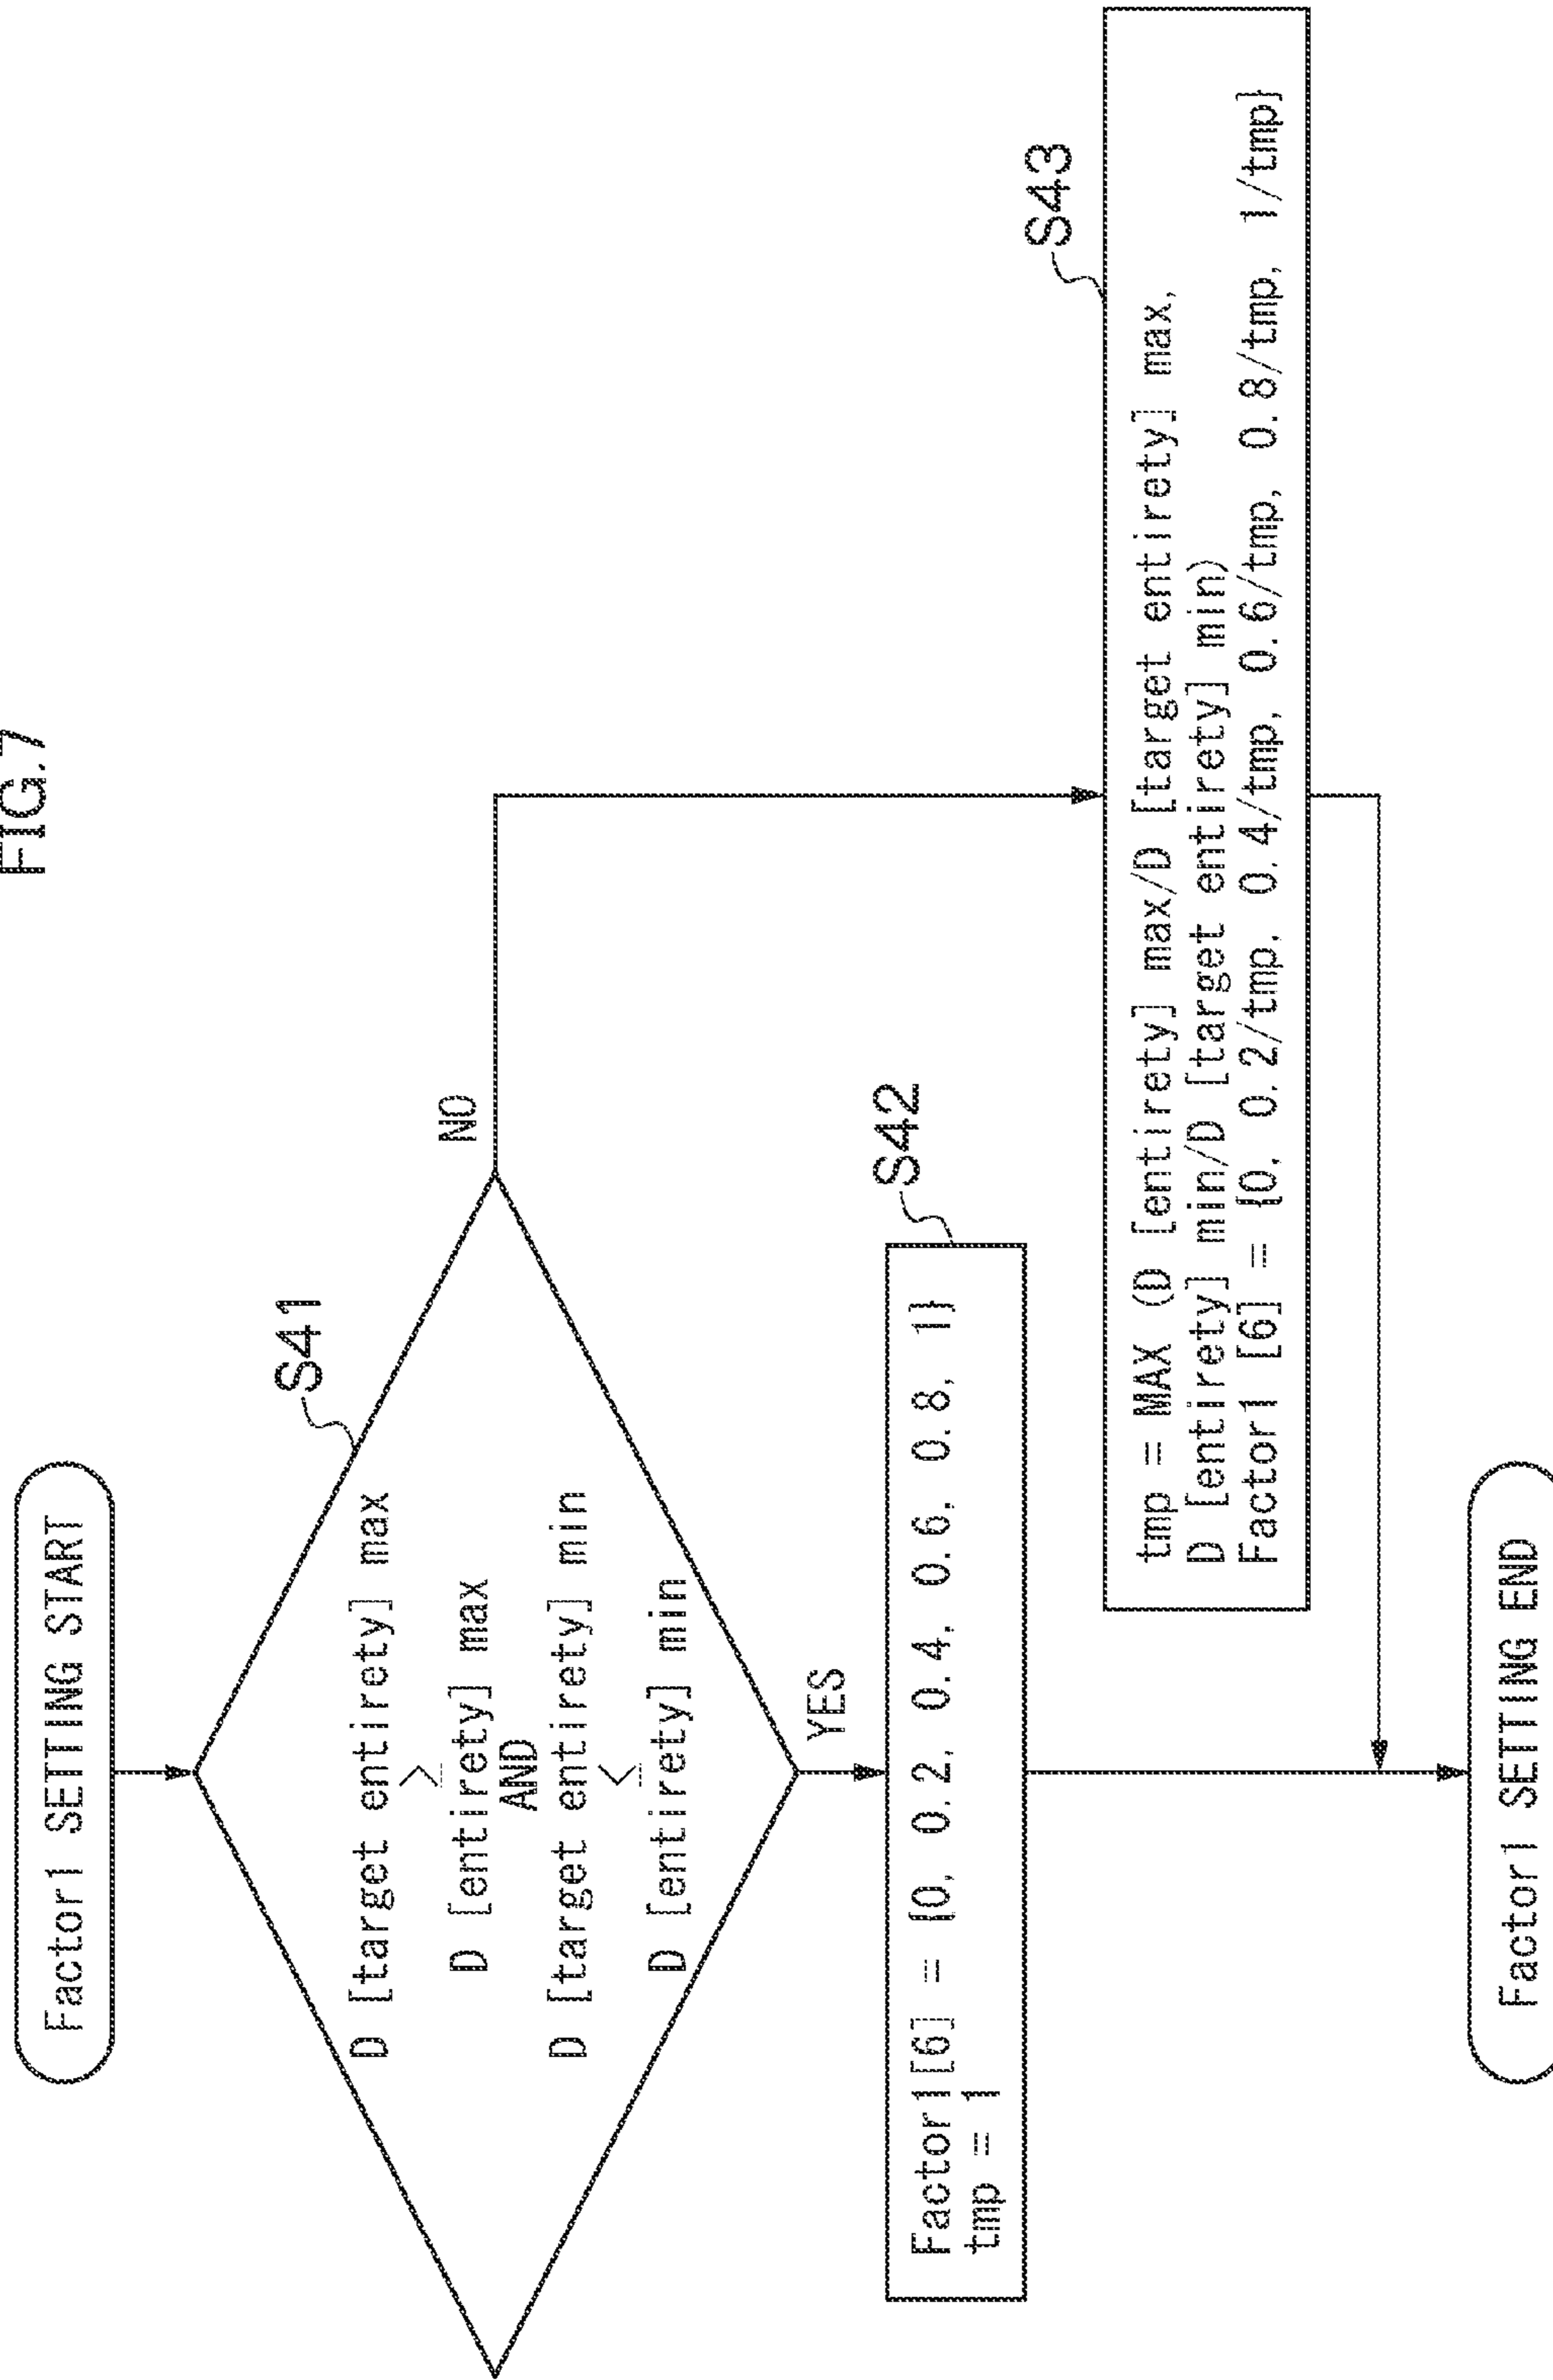 FIG.7
Factor1 SETTING START
S41
D [target entirety] max
≧
D [entirety] max
AND
D [target entirety] min
≦
D [entirety] min
NO
YES
S42
Factor1[6] = {0, 0.2, 0.4, 0.6, 0.8, 1}
tmp = 1
S43
tmp = MAX (D [entirety] max/D [target entirety] max,
D [entirety] min/D [target entirety] min)
Factor1 [6] = {0, 0.2/tmp, 0.4/tmp, 0.6/tmp, 0.8/tmp, 1/tmp}
Factor1 SETTING END